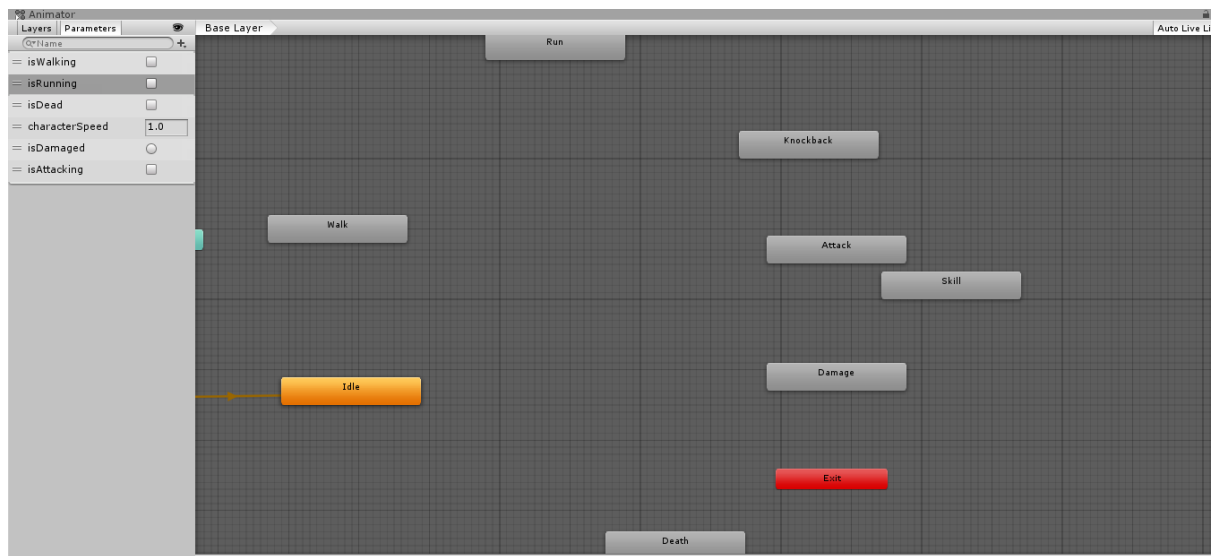 Animator
Layers Parameters
Base Layer
Auto Live Li
Name
isWalking
isRunning
isDead
characterSpeed 1.0
isDamaged
isAttacking
Run
Knockback
Walk
Attack
Skill
Damage
Idle
Exit
Death